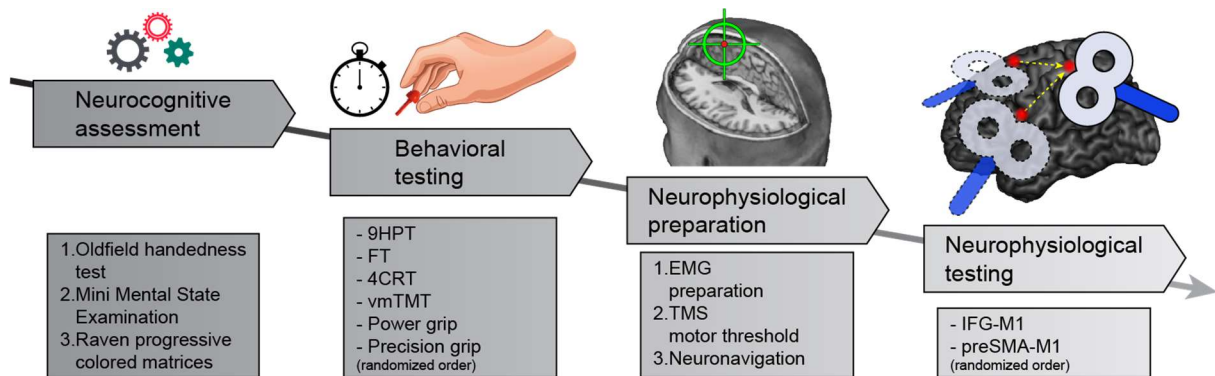 Neurocognitive
assessment
Behavioral
testing
Neurophysiological
preparation
Neurophysiological
testing
1.Oldfield handedness
test
2.Mini Mental State
Examination
3.Raven progressive
colored matrices
- 9HPT
- FT
- 4CRT
- vmTMT
- Power grip
- Precision grip
(randomized order)
1.EMG
preparation
2.TMS
motor threshold
3.Neuronavigation
- IFG-M1
- preSMA-M1
(randomized order)